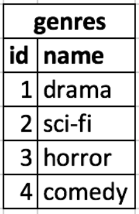 genres
id name
1 drama
2 sci-fi
3 horror
4 comedy